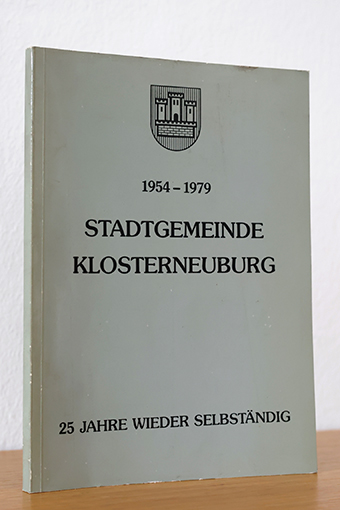 1954 – 1979
STADTGEMEINDE
KLOSTERNEUBURG
25 JAHRE WIEDER SELBSTÄNDIG